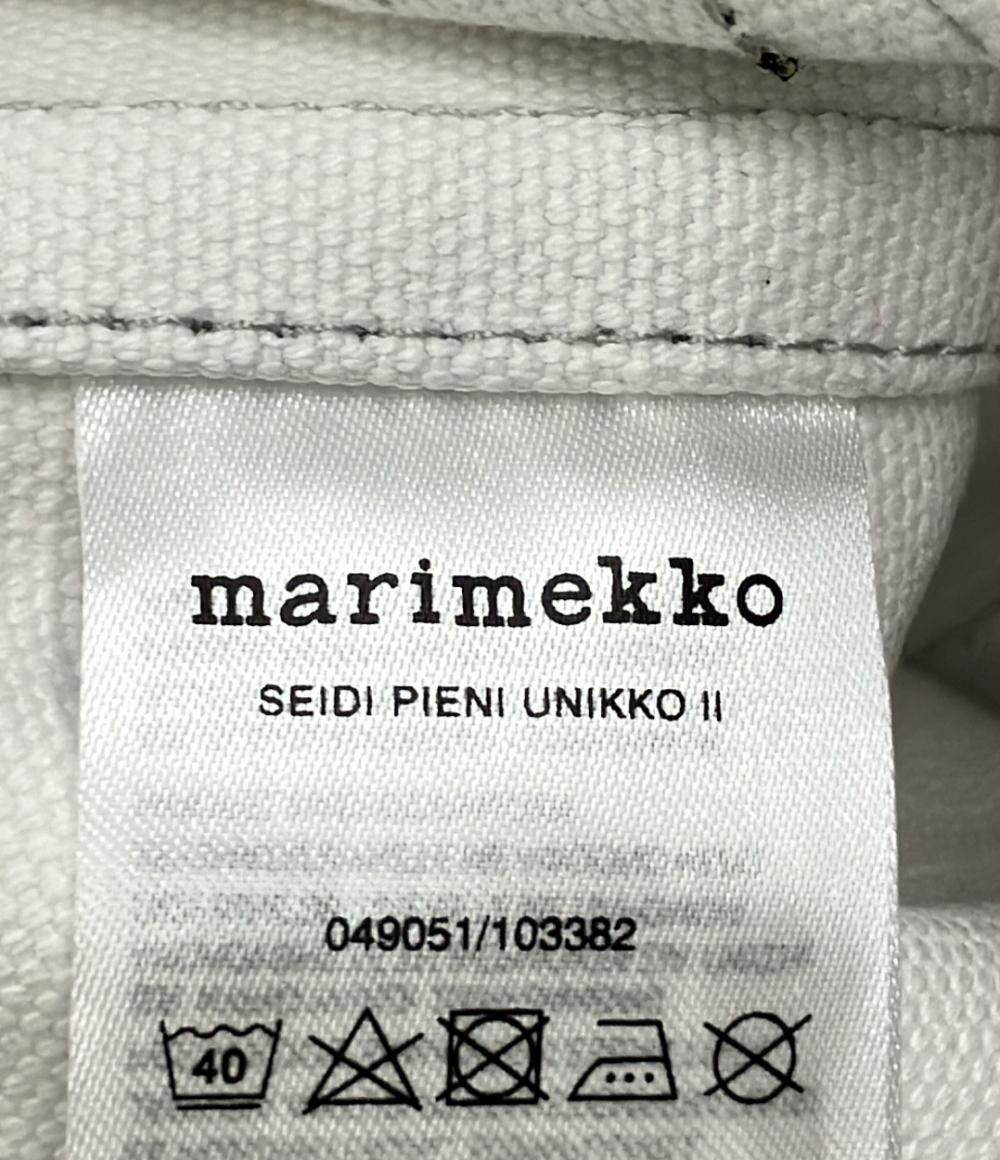 marimekko
SEIDI PIENI UNIKKO II
049051/103382
40